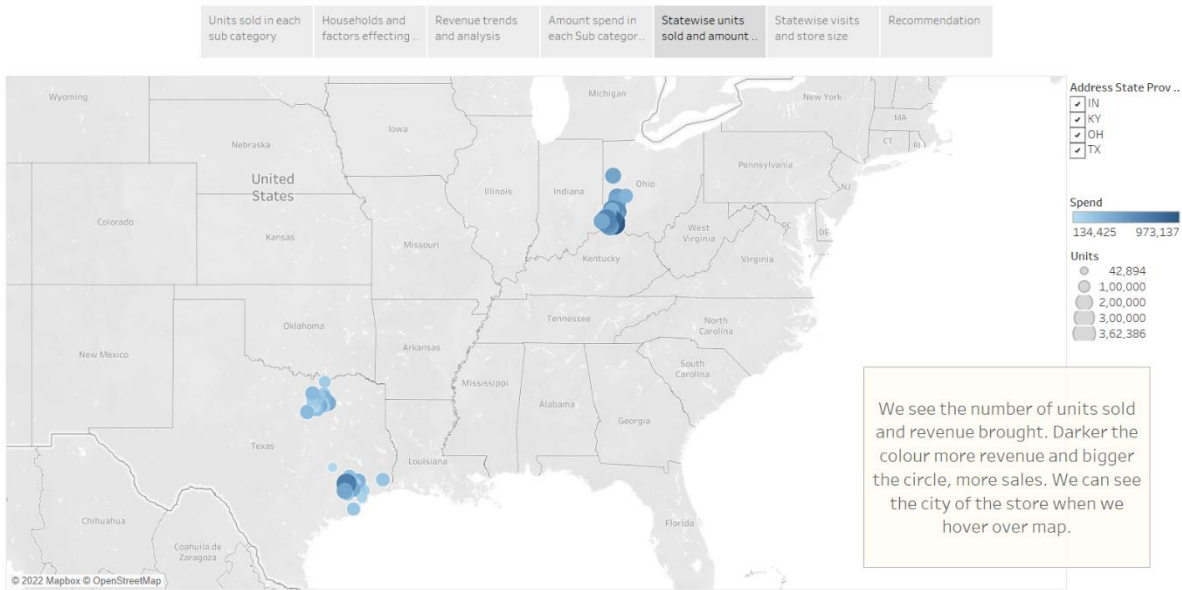 Units sold in each
sub category
Households and
factors effecting ..
Revenue trends
and analysis
Amount spend in
each Sub categor..
Statewise units
sold and amount ..
Statewise visits
and store size
Recommendation
Wyoming
Nebraska
Iowa
Michigan
New York
MA
CT
RI
United
States
Illinois
Indiana
Ohio
Pennsylvania
NJ
Colorado
Kansas
Missouri
West
Virginia
DC
DE
Kentucky
Virginia
Oklahoma
Tennessee
North
Carolina
New Mexico
Arkansas
South
Carolina
Mississippi
Alabama
Georgia
Texas
Louisiana
Chihuahua
Coahuila de
Zaragoza
Florida
© 2022 Mapbox © OpenStreetMap
Address State Prov ..
IN
KY
OH
TX
Spend
134,425 973,137
Units
42,894
1,00,000
2,00,000
3,00,000
3,62,386
We see the number of units sold
and revenue brought. Darker the
colour more revenue and bigger
the circle, more sales. We can see
the city of the store when we
hover over map.